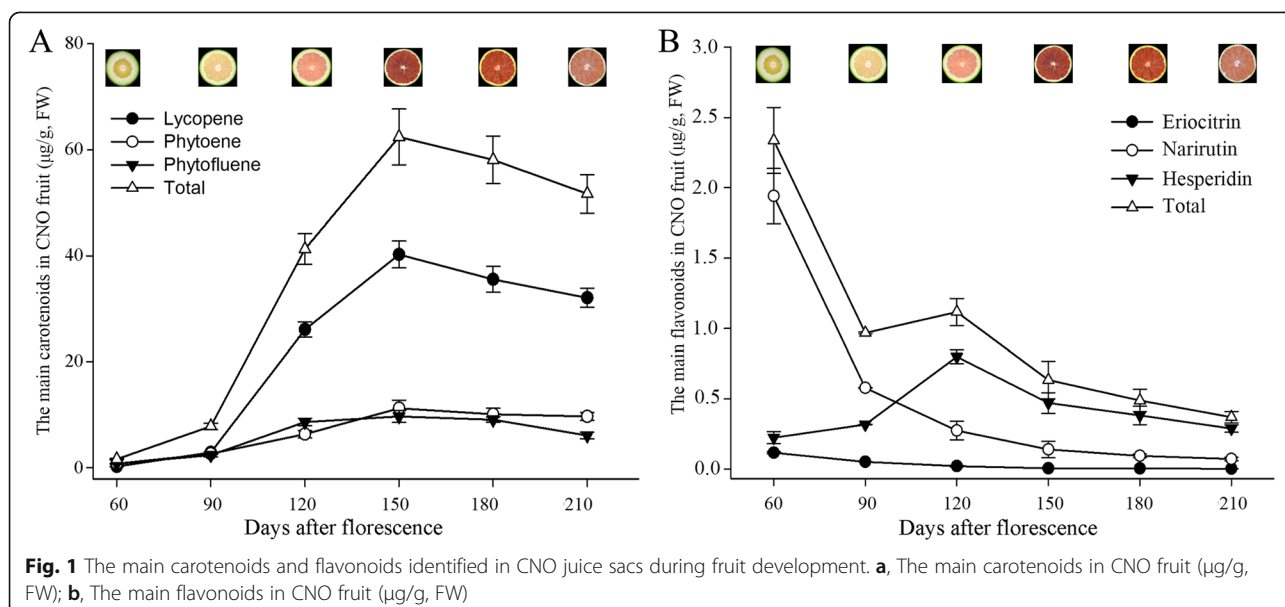 A
80
60
40
20
0
The main carotenoids in CNO fruit (μg/g, FW)
Lycopene
Phytoene
Phytofluene
Total
60 90 120 150 180 210
Days after florescence
B
3.0
2.5
2.0
1.5
1.0
0.5
0.0
The main flavonoids in CNO fruit (μg/g, FW)
Eriocitrin
Narirutin
Hesperidin
Total
60 90 120 150 180 210
Days after florescence
Fig. 1 The main carotenoids and flavonoids identified in CNO juice sacs during fruit development. a, The main carotenoids in CNO fruit (μg/g,
FW); b, The main flavonoids in CNO fruit (μg/g, FW)